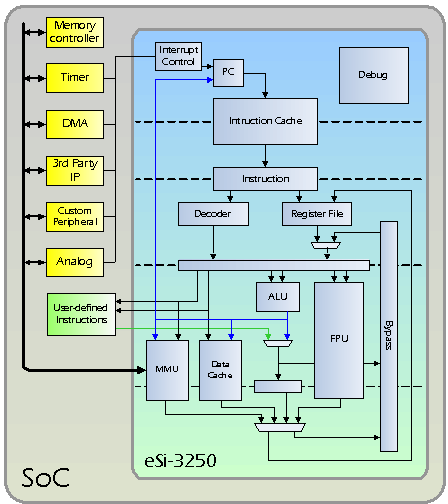 Memory
controller
Timer
DMA
3rd Party
IP
Custom
Peripheral
Analog
User-defined
Instructions
Interrupt
Control
PC
Debug
Intruction Cache
Instruction
Decoder
Register File
ALU
FPU
Bypass
MMU
Data
Cache
eSi-3250
SoC